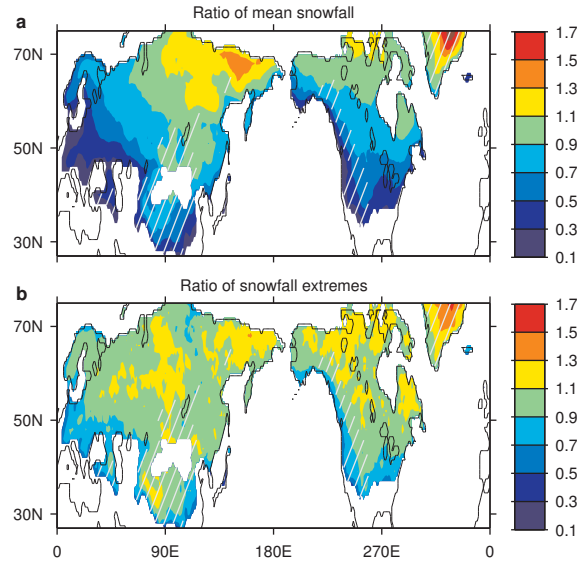 Ratio of mean snowfall
a
70N
50N
30N
1.7
1.5
1.3
1.1
0.9
0.7
0.5
0.3
0.1
Ratio of snowfall extremes
b
70N
50N
30N
0
90E
180E
270E
0
1.7
1.5
1.3
1.1
0.9
0.7
0.5
0.3
0.1